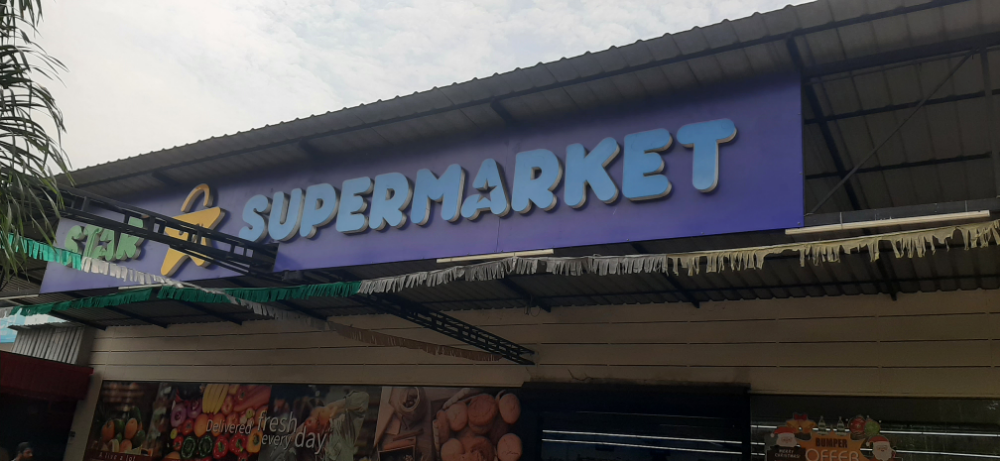 STAR SUPERMARKET
Delivered fresh
every day
BUMPER
OFFER